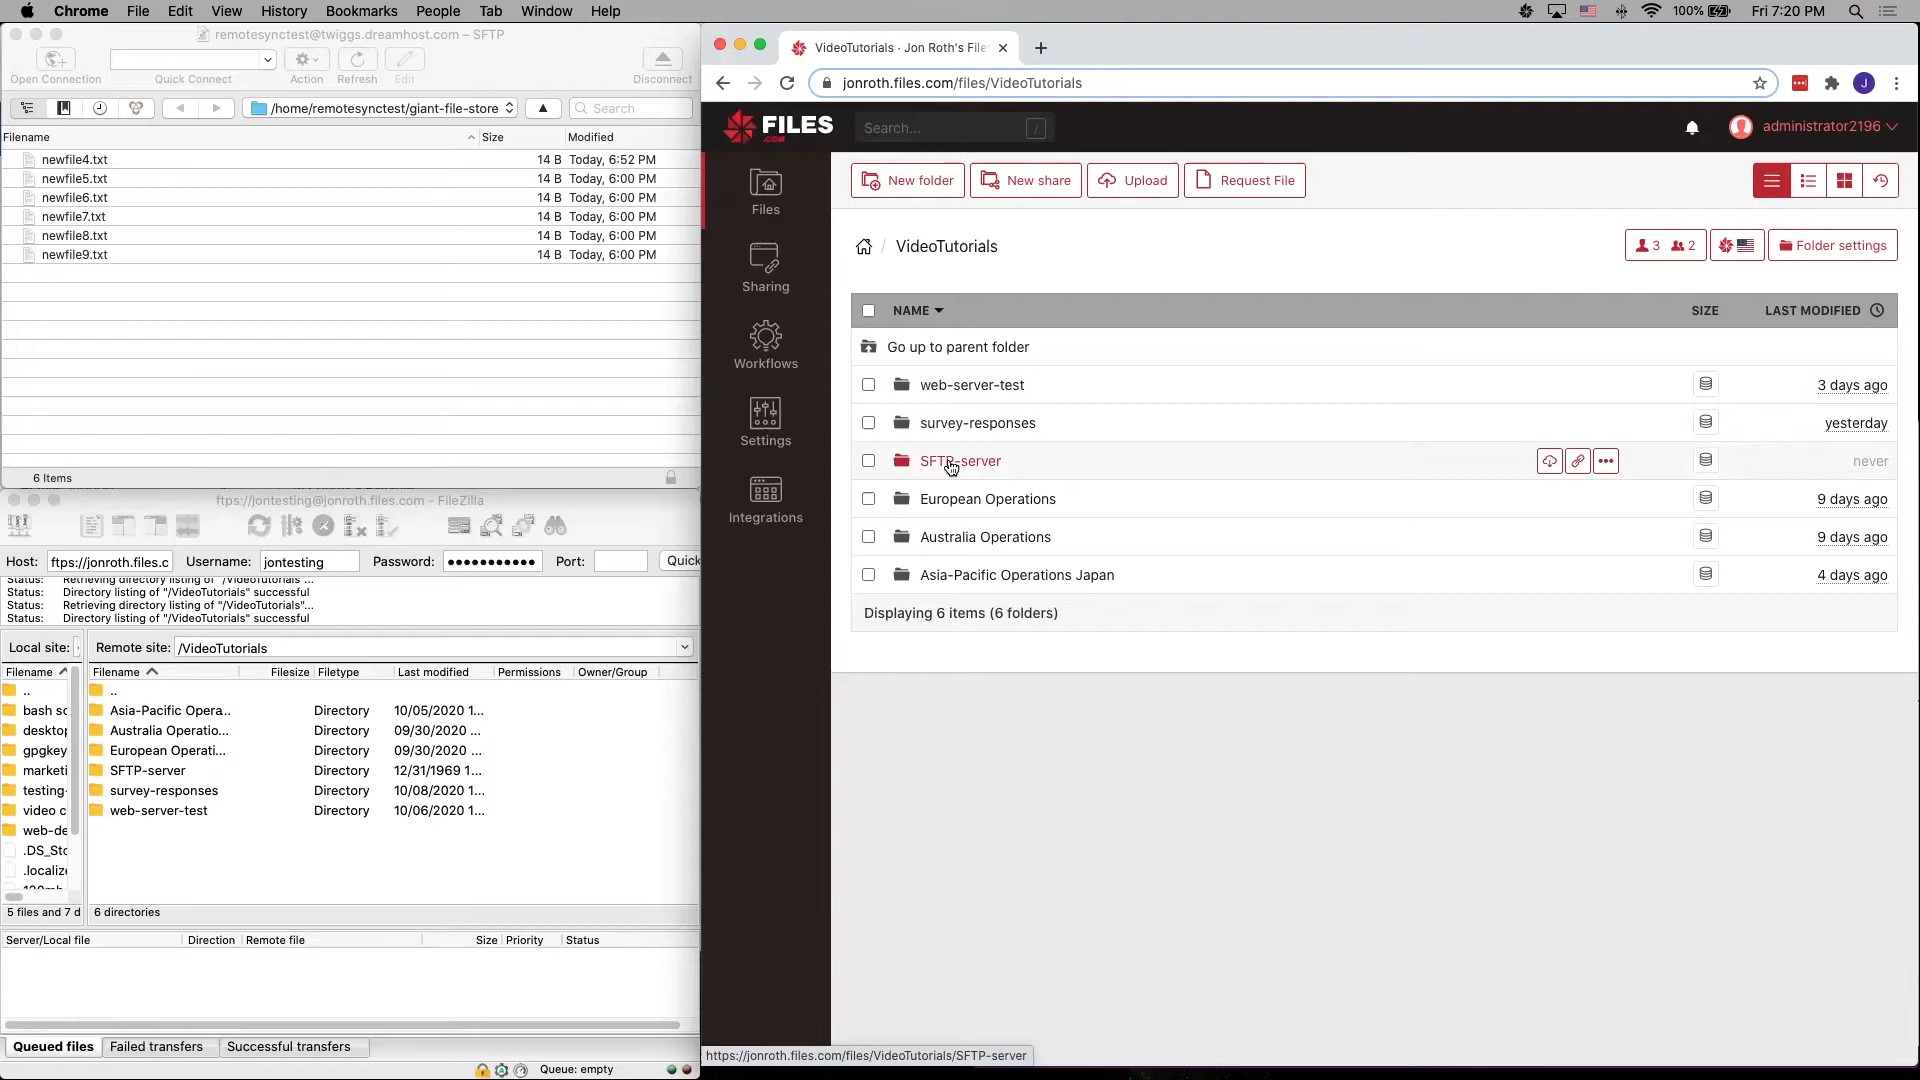 Chrome File Edit View History Bookmarks People Tab Window Help
100% Fri 7:20 PM
remotesynctest@twiggs.dreamhost.com – SFTP
Open Connection Quick Connect Action Refresh Edit Disconnect
/home/remotesynctest/giant-file-store Search
Filename Size Modified
newfile4.txt 14 B Today, 6:52 PM
newfile5.txt 14 B Today, 6:00 PM
newfile6.txt 14 B Today, 6:00 PM
newfile7.txt 14 B Today, 6:00 PM
newfile8.txt 14 B Today, 6:00 PM
newfile9.txt 14 B Today, 6:00 PM
6 Items
ftps://jontesting@jonroth.files.com - FileZilla
Host: ftps://jonroth.files.c Username: jontesting Password: ●●●●●●●●●●● Port: Quick
Status: Retrieving directory listing of "/VideoTutorials"...
Status: Directory listing of "/VideoTutorials" successful
Status: Retrieving directory listing of "/VideoTutorials"...
Status: Directory listing of "/VideoTutorials" successful
Local site: Remote site: /VideoTutorials
Filename
..
bash sc
desktop
gpgkey
marketi
testing-
video c
web-de
.DS_Sto
.localize
5 files and 7 d
Filename Filesize Filetype Last modified Permissions Owner/Group
..
Asia-Pacific Opera... Directory 10/05/2020 1...
Australia Operatio... Directory 09/30/2020 ...
European Operati... Directory 09/30/2020 ...
SFTP-server Directory 12/31/1969 1...
survey-responses Directory 10/08/2020 1...
web-server-test Directory 10/06/2020 1...
6 directories
Server/Local file Direction Remote file Size Priority Status
Queued files Failed transfers Successful transfers
Queue: empty
VideoTutorials · Jon Roth's File
jonroth.files.com/files/VideoTutorials
J
FILES
.COM
Search... /
administrator2196
Files
Sharing
Workflows
Settings
Integrations
New folder New share Upload Request File
/ VideoTutorials
3 2 Folder settings
NAME SIZE LAST MODIFIED
Go up to parent folder
web-server-test 3 days ago
survey-responses yesterday
SFTP-server never
European Operations 9 days ago
Australia Operations 9 days ago
Asia-Pacific Operations Japan 4 days ago
Displaying 6 items (6 folders)
https://jonroth.files.com/files/VideoTutorials/SFTP-server